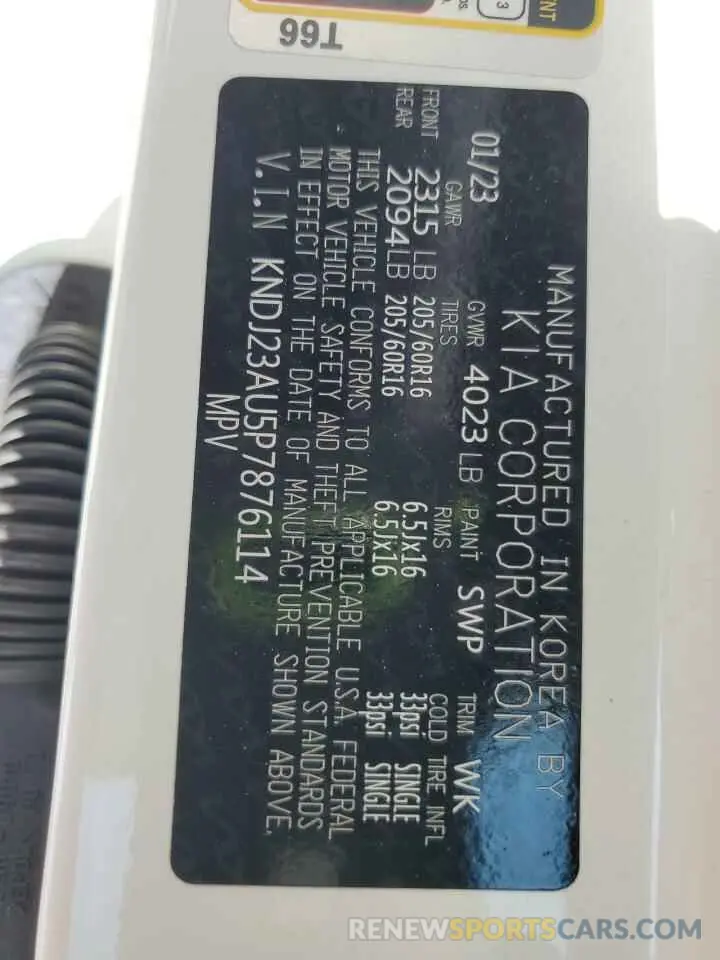 MANUFACTURED IN KOREA BY
KIA CORPORATION
01/23 GVWR 4023 LB PAINT SWP TRIM WK
GAWR TIRES RIMS COLD TIRE INFL
FRONT 2315 LB 205/60R16 6.5Jx16 33psi SINGLE
REAR 2094 LB 205/60R16 6.5Jx16 33psi SINGLE
THIS VEHICLE CONFORMS TO ALL APPLICABLE U.S.A. FEDERAL
MOTOR VEHICLE SAFETY AND THEFT PREVENTION STANDARDS
IN EFFECT ON THE DATE OF MANUFACTURE SHOWN ABOVE.
V.I.N KNDJ23AU5P7876114
MPV
T66
3
RENEWSPORTSCARS.COM